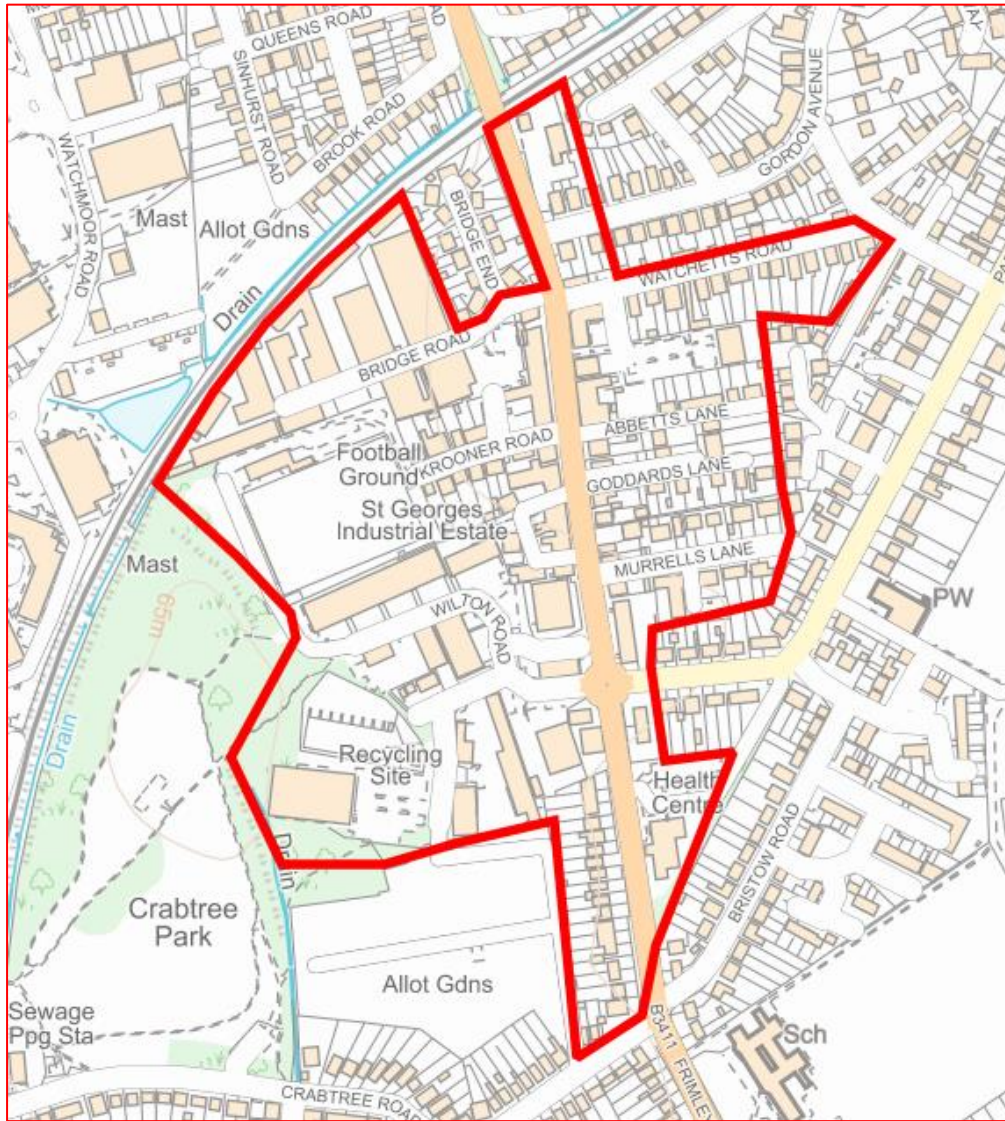 QUEENS ROAD
SINHURST ROAD
BROOK ROAD
WATCHMOOR ROAD
GORDON AVENUE
Mast
Allot Gdns
BRIDGE END
WATCHETTS ROAD
Drain
BRIDGE ROAD
ABBETTS LANE
Football
Ground
KROONER ROAD
GODDARDS LANE
St Georges
Industrial Estate
Mast
MURRELLS LANE
65m
WILTON ROAD
PW
Drain
Recycling
Site
Health
Centre
Drain
BRISTOW ROAD
Crabtree
Park
Allot Gdns
Sewage
Ppg Sta
B3411 FRIMLEY
Sch
CRABTREE ROAD